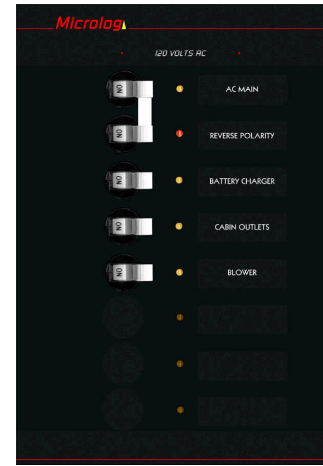 Microlog
120 VOLTS AC
ON
AC MAIN
ON
REVERSE POLARITY
ON
BATTERY CHARGER
ON
CABIN OUTLETS
ON
BLOWER